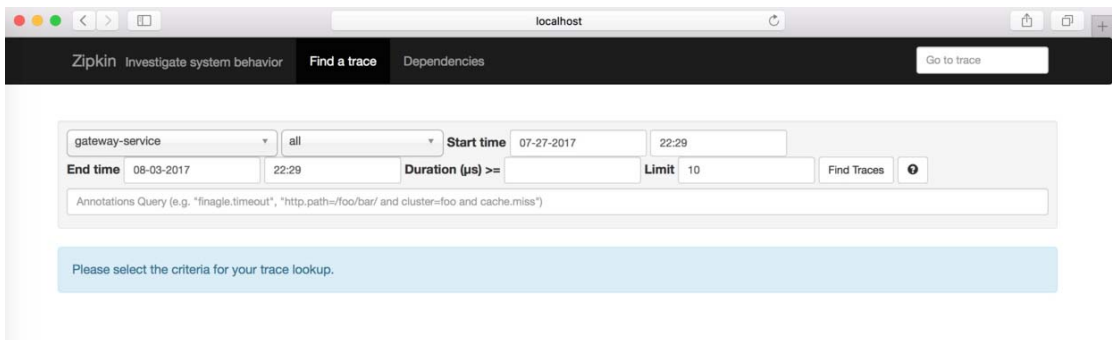 localhost
Zipkin Investigate system behavior Find a trace Dependencies Go to trace
gateway-service all Start time 07-27-2017 22:29
End time 08-03-2017 22:29 Duration (μs) >= Limit 10 Find Traces
Annotations Query (e.g. "finagle.timeout", "http.path=/foo/bar/ and cluster=foo and cache.miss")
Please select the criteria for your trace lookup.